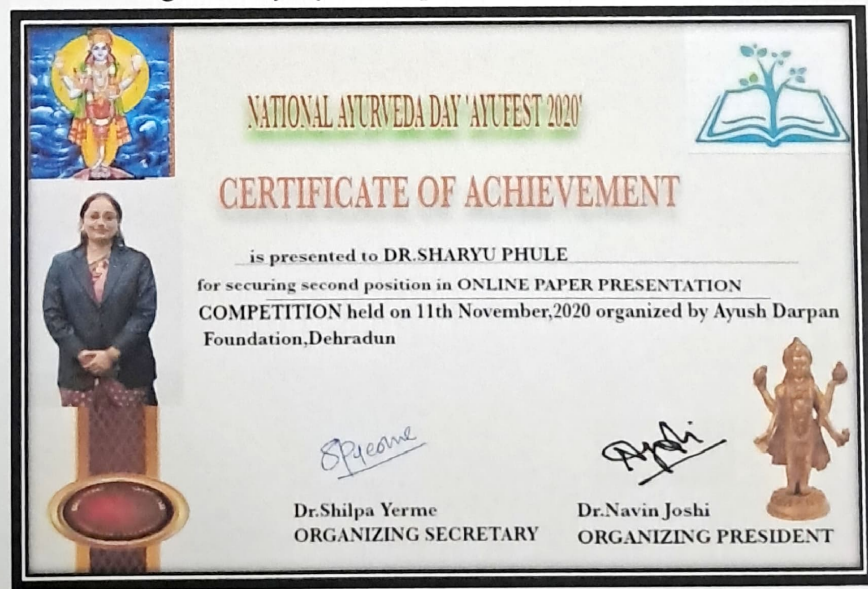 NATIONAL AYURVEDA DAY 'AYUFEST 2020'
CERTIFICATE OF ACHIEVEMENT
is presented to DR.SHARYU PHULE
for securing second position in ONLINE PAPER PRESENTATION
COMPETITION held on 11th November,2020 organized by Ayush Darpan
Foundation,Dehradun
Dr.Shilpa Yerme
ORGANIZING SECRETARY
Dr.Navin Joshi
ORGANIZING PRESIDENT